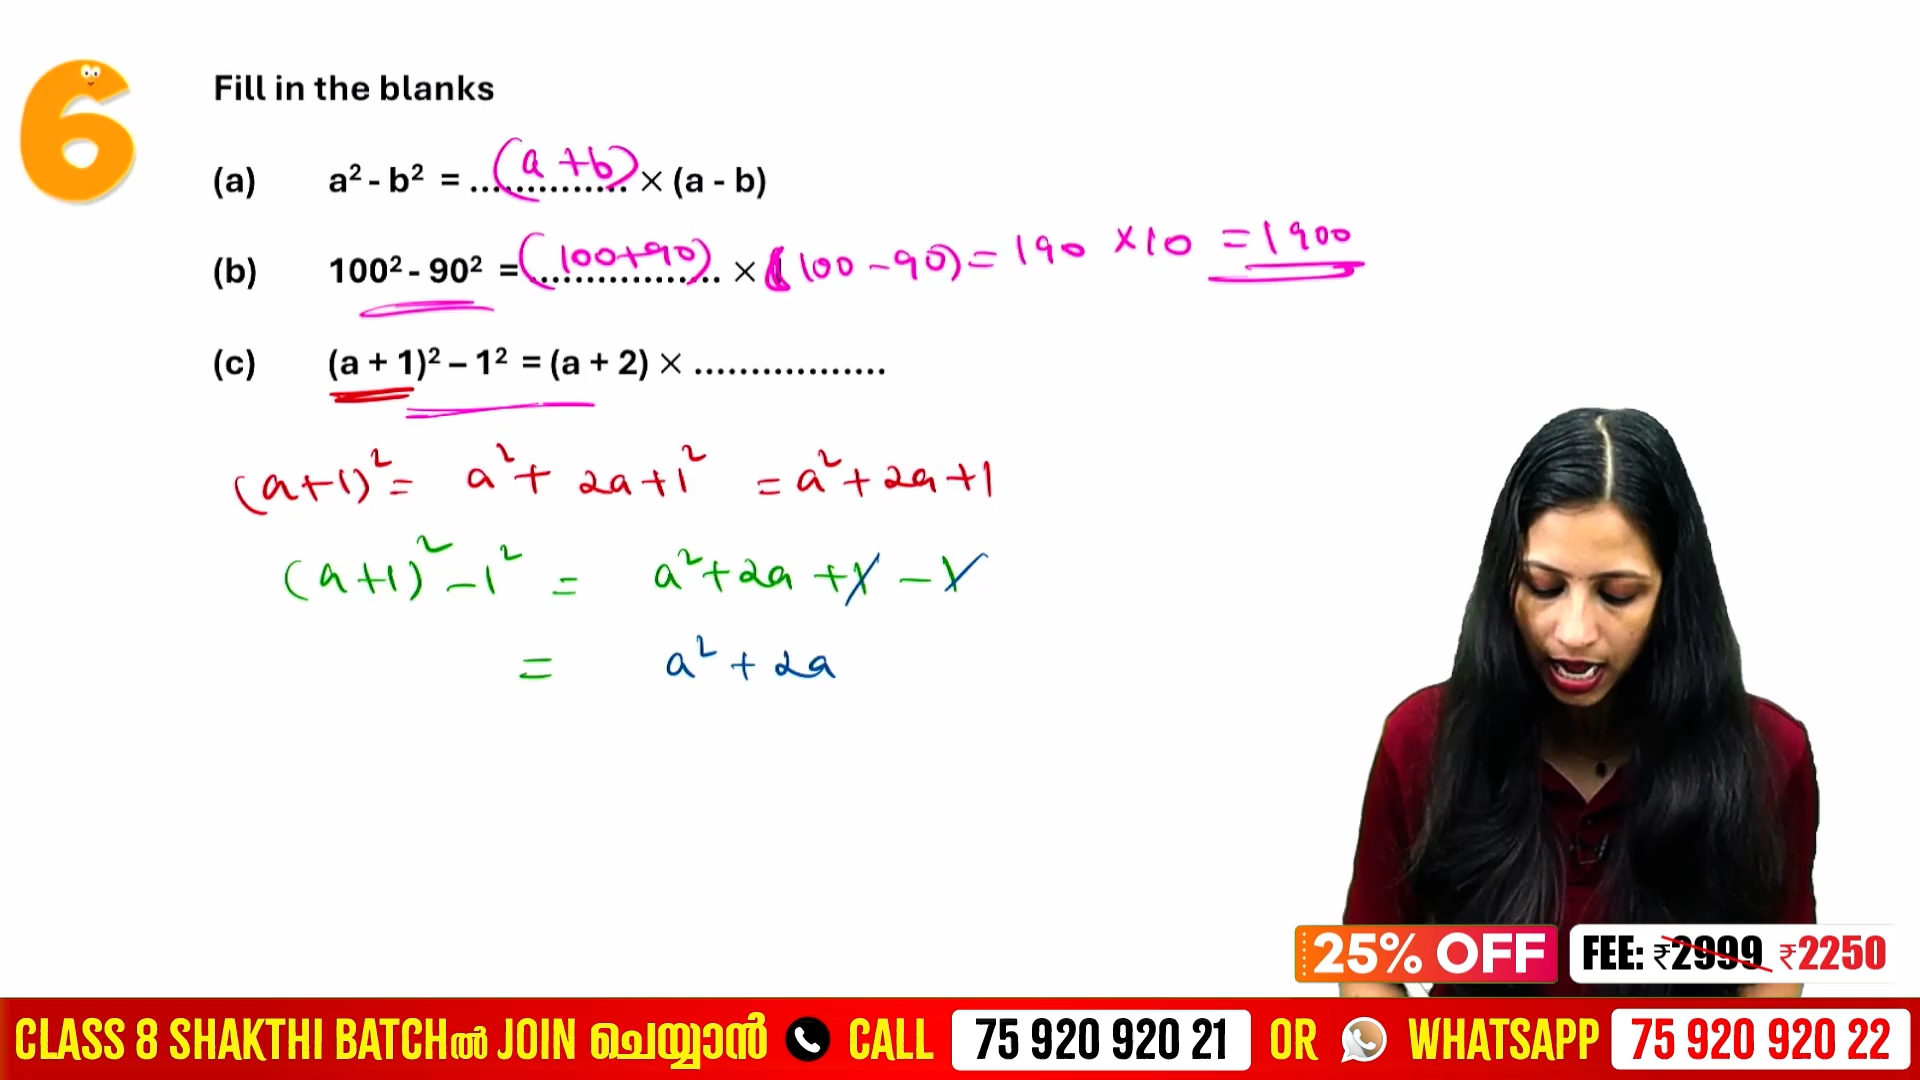 6
Fill in the blanks
(a) a² - b² = (a + b) × (a - b)
(b) 100² - 90² = (100+90) × (100 - 90) = 190 × 10 = 1900
(c) (a + 1)² – 1² = (a + 2) × .................
(a+1)² = a² + 2a + 1² = a² + 2a + 1
(a+1)² - 1² = a² + 2a + 1 - 1
= a² + 2a
25% OFF FEE: ₹2999 ₹2250
CLASS 8 SHAKTHI BATCHൽ JOIN ചെയ്യാൻ CALL 75 920 920 21 OR WHATSAPP 75 920 920 22